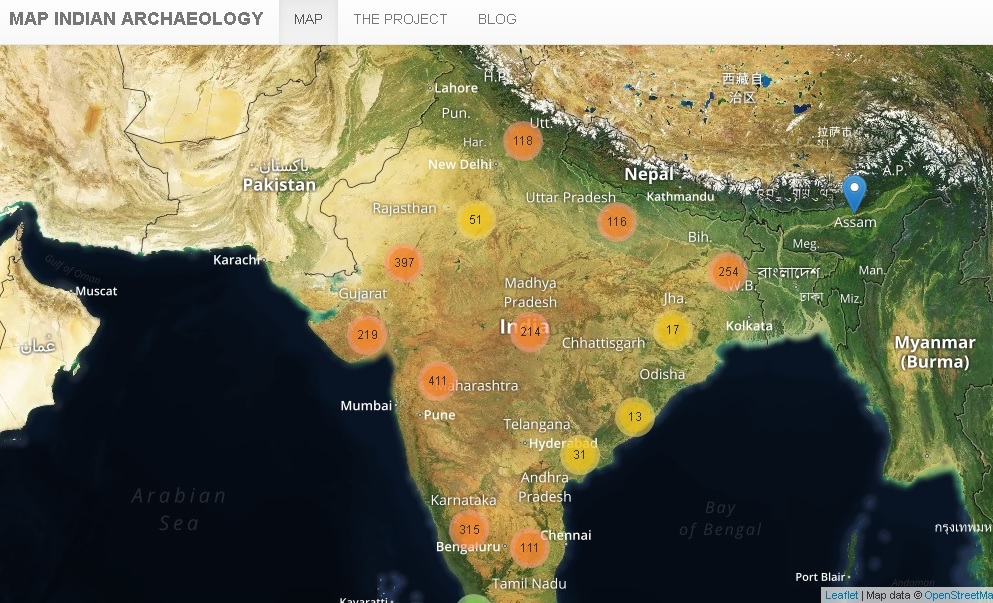 MAP INDIAN ARCHAEOLOGY MAP THE PROJECT BLOG
H.P.
西藏自
治区
Lahore
Pun.
Utt.
118
拉萨市
Har.
New Delhi
پاکستان
Pakistan
Nepal
A.P.
Uttar Pradesh
Kathmandu
Rajasthan
51
116
Assam
Bih.
Meg.
Karachi
397
254
বাংলাদেশ
Man.
Gulf of Oman
Muscat
Gujarat
Madhya
Pradesh
W.B.
ঢাকা
Miz.
Jha.
219
India
214
17
Kolkata
عمان
Chhattisgarh
Myanmar
(Burma)
Odisha
411
Maharashtra
Mumbai
Pune
13
Telangana
Hyderabad
31
Andhra
Pradesh
Arabian
Sea
Karnataka
Bay
of Bengal
315
Chennai
Bengaluru
111
กรุงเทพมห
Tamil Nadu
Port Blair
Andaman
Kavaratti
Leaflet | Map data © OpenStreetMa